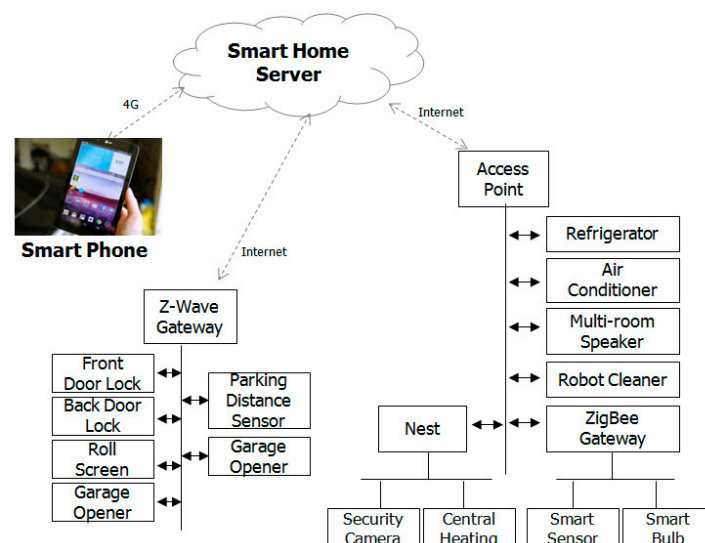 Smart Home
Server
4G
Internet
Access
Point
Smart Phone
Internet
Refrigerator
Air
Conditioner
Multi-room
Speaker
Robot Cleaner
ZigBee
Gateway
Nest
Security
Camera
Central
Heating
Smart
Sensor
Smart
Bulb
Z-Wave
Gateway
Front
Door Lock
Back Door
Lock
Roll
Screen
Garage
Opener
Parking
Distance
Sensor
Garage
Opener